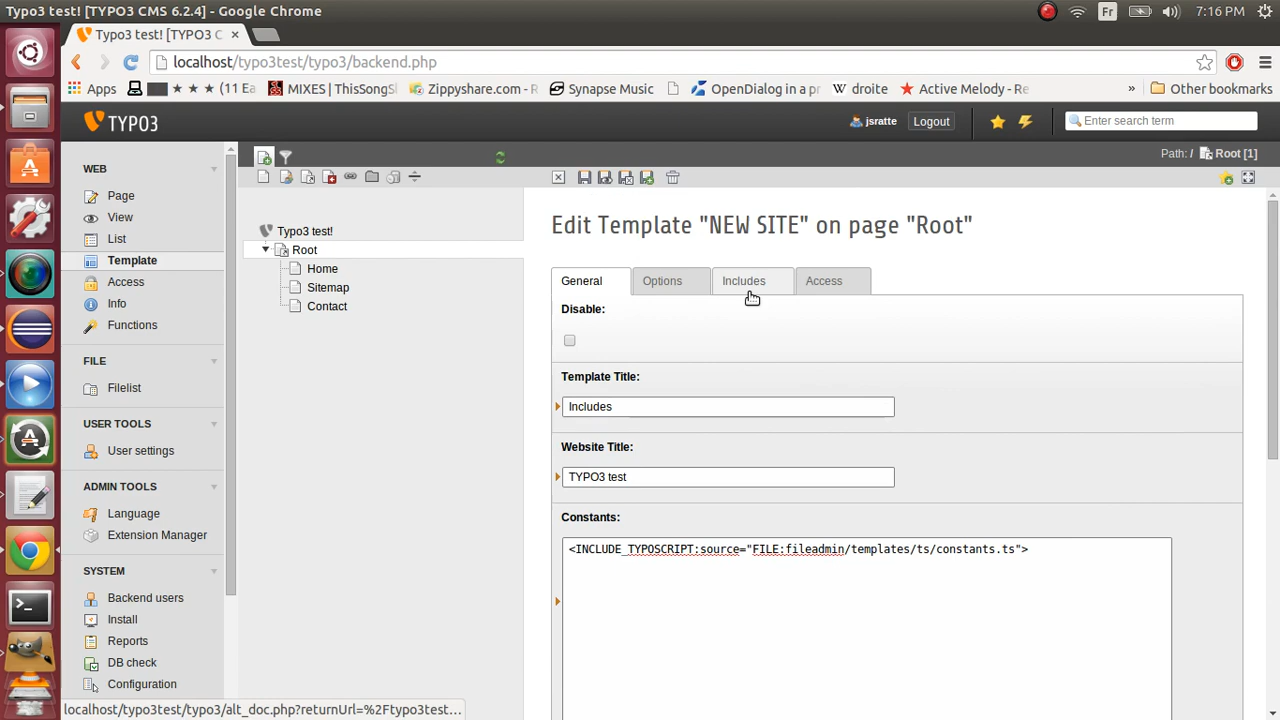 Typo3 test! [TYPO3 CMS 6.2.4] - Google Chrome
Fr
7:16 PM
Typo3 test! [TYPO3 C
localhost/typo3test/typo3/backend.php
Apps
★ ★ ★ (11 Ea
MIXES | ThisSongS
Zippyshare.com - R
Synapse Music
OpenDialog in a pr
W droite
Active Melody - Re
»
Other bookmarks
TYPO3
jsratte
Logout
Enter search term
Path: / Root [1]
WEB
Page
View
List
Template
Access
Info
Functions
FILE
Filelist
USER TOOLS
User settings
ADMIN TOOLS
Language
Extension Manager
SYSTEM
Backend users
Install
Reports
DB check
Configuration
Typo3 test!
Root
Home
Sitemap
Contact
Edit Template "NEW SITE" on page "Root"
General
Options
Includes
Access
Disable:
Template Title:
Includes
Website Title:
TYPO3 test
Constants:
<INCLUDE_TYPOSCRIPT:source="FILE:fileadmin/templates/ts/constants.ts">
localhost/typo3test/typo3/alt_doc.php?returnUrl=%2Ftypo3test...